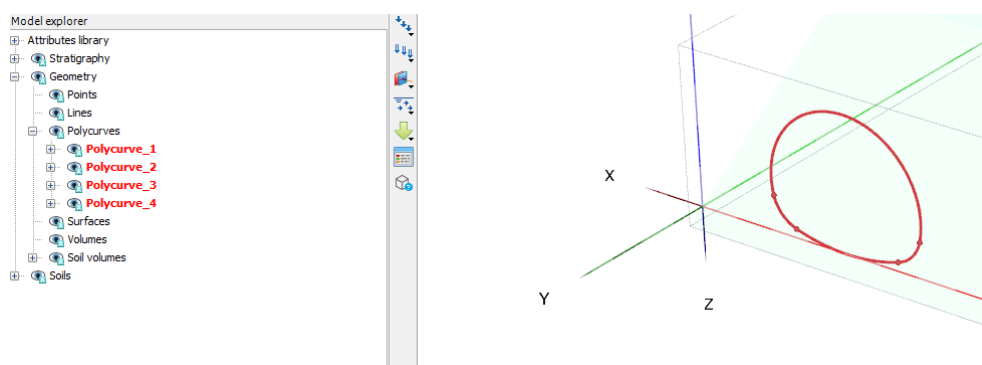 Model explorer
Attributes library
Stratigraphy
Geometry
Points
Lines
Polycurves
Polycurve_1
Polycurve_2
Polycurve_3
Polycurve_4
Surfaces
Volumes
Soil volumes
Soils
X
Y
Z